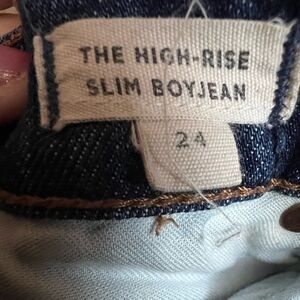 THE HIGH-RISE
SLIM BOYJEAN
24